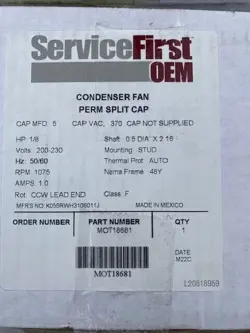 ServiceFirst
OEM
CONDENSER FAN
PERM SPLIT CAP
CAP MFD. 5 CAP VAC, 370 CAP NOT SUPPLIED
HP: 1/8 Shaft: 0.5 DIA X 2.16
Volts: 200-230 Mounting: STUD
Hz: 50/60 Thermal Prot: AUTO
RPM: 1075 Nema Frame: 48Y
AMPS: 1.0
Rot: CCW LEAD END Class: F
MFR'S NO: MADE IN MEXICO
ORDER NUMBER PART NUMBER QTY
MOT18681 1
DATE
M22C
MOT18681
L20818959